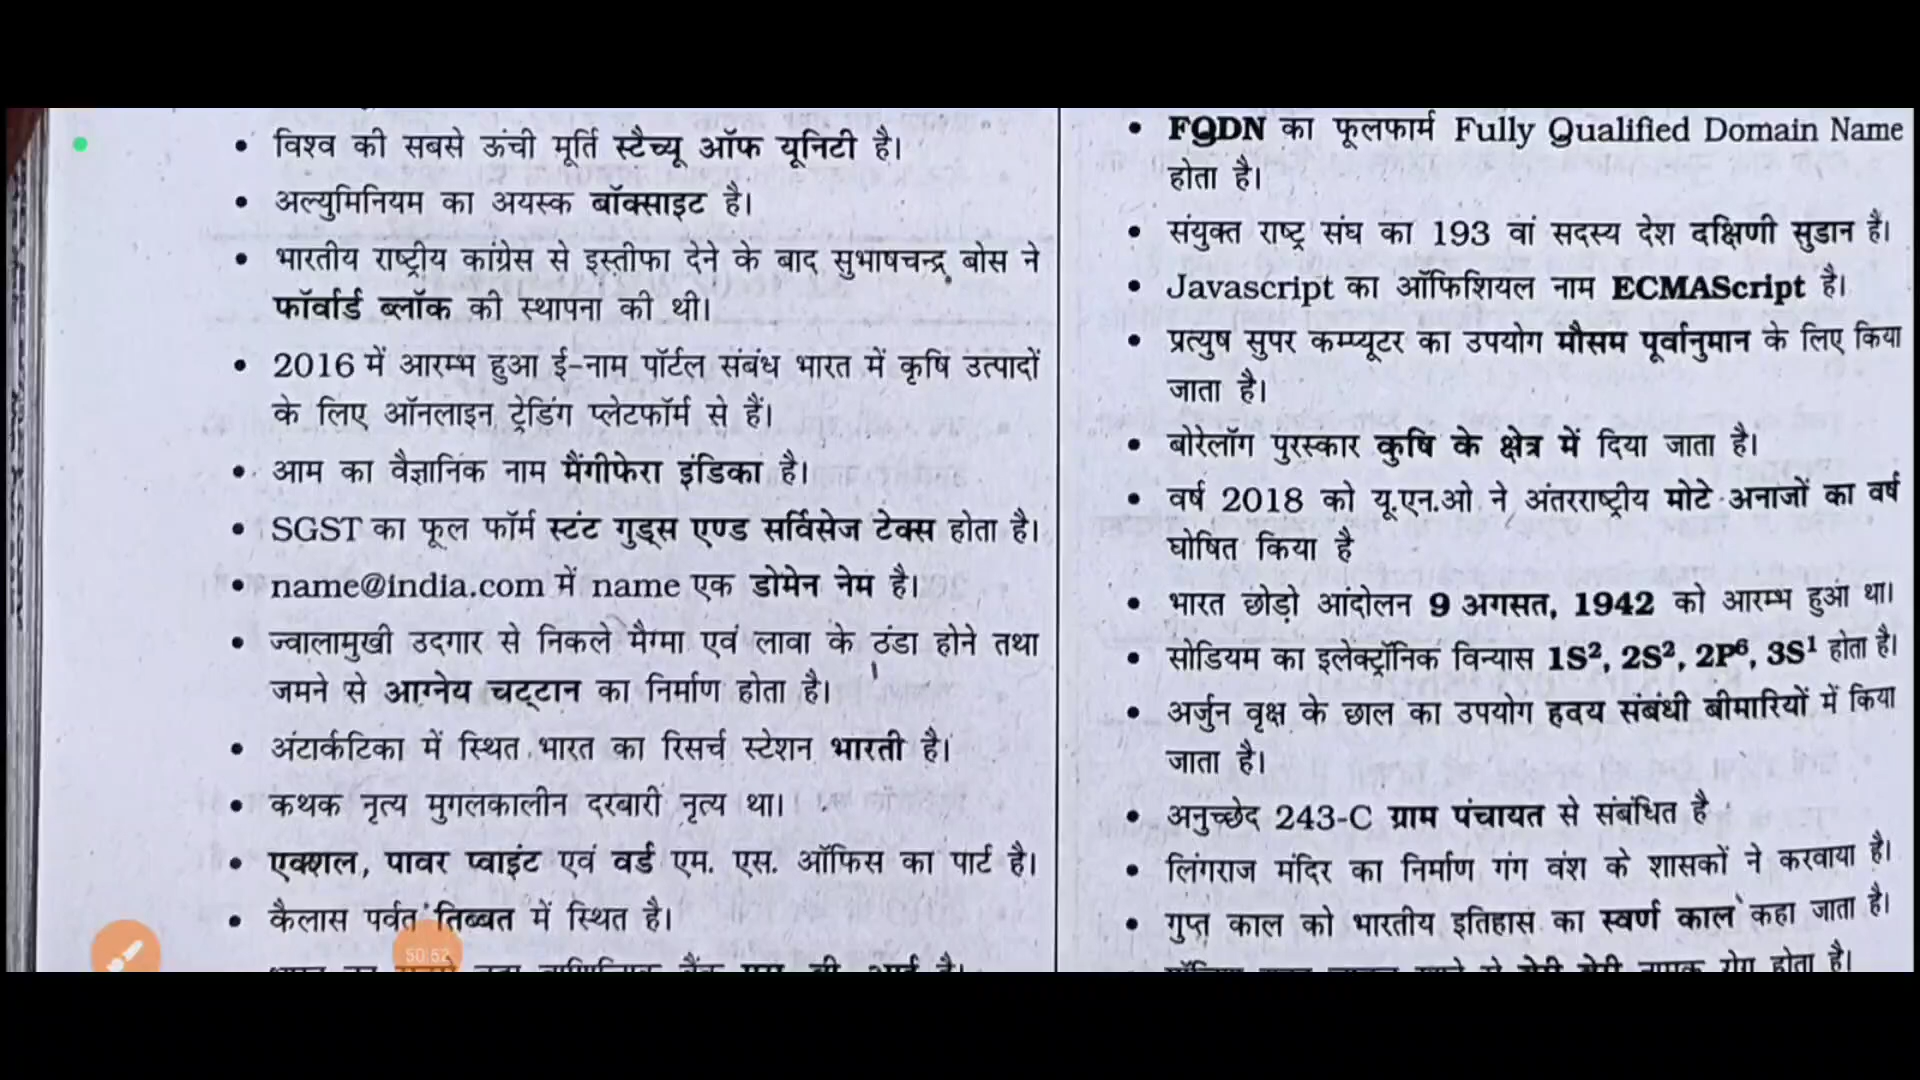 • विश्व की सबसे ऊंची मूर्ति स्टैच्यू ऑफ यूनिटी है।
• अल्युमिनियम का अयस्क बॉक्साइट है।
• भारतीय राष्ट्रीय कांग्रेस से इस्तीफा देने के बाद सुभाषचन्द्र बोस ने
फॉर्वार्ड ब्लॉक की स्थापना की थी।
• 2016 में आरम्भ हुआ ई-नाम पॉर्टल संबंध भारत में कृषि उत्पादों
के लिए ऑनलाइन ट्रेडिंग प्लेटफॉर्म से हैं।
• आम का वैज्ञानिक नाम मैंगीफेरा इंडिका है।
• SGST का फूल फॉर्म स्टंट गुड्स एण्ड सर्विसेज टेक्स होता है।
• name@india.com में name एक डोमेन नेम है।
• ज्वालामुखी उदगार से निकले मैग्मा एवं लावा के ठंडा होने तथा
जमने से आग्नेय चट्टान का निर्माण होता है।
• अंटार्कटिका में स्थित भारत का रिसर्च स्टेशन भारती है।
• कथक नृत्य मुगलकालीन दरबारी नृत्य था।
• एक्शल, पावर प्वाइंट एवं वर्ड एम. एस. ऑफिस का पार्ट है।
• कैलास पर्वत तिब्बत में स्थित है।
50:52
• FQDN का फूलफार्म Fully Qualified Domain Name
होता है।
• संयुक्त राष्ट्र संघ का 193 वां सदस्य देश दक्षिणी सुडान है।
• Javascript का ऑफिशियल नाम ECMAScript है।
• प्रत्युष सुपर कम्प्यूटर का उपयोग मौसम पूर्वानुमान के लिए किया
जाता है।
• बोरलॉग पुरस्कार कृषि के क्षेत्र में दिया जाता है।
• वर्ष 2018 को यू.एन.ओ ने अंतरराष्ट्रीय मोटे अनाजों का वर्ष
घोषित किया है
• भारत छोड़ो आंदोलन 9 अगसत, 1942 को आरम्भ हुआ था।
• सोडियम का इलेक्ट्रॉनिक विन्यास 1S², 2S², 2P⁶, 3S¹ होता है।
• अर्जुन वृक्ष के छाल का उपयोग हृवय संबंधी बीमारियों में किया
जाता है।
• अनुच्छेद 243-C ग्राम पंचायत से संबंधित है
• लिंगराज मंदिर का निर्माण गंग वंश के शासकों ने करवाया है।
• गुप्त काल को भारतीय इतिहास का स्वर्ण काल कहा जाता है।